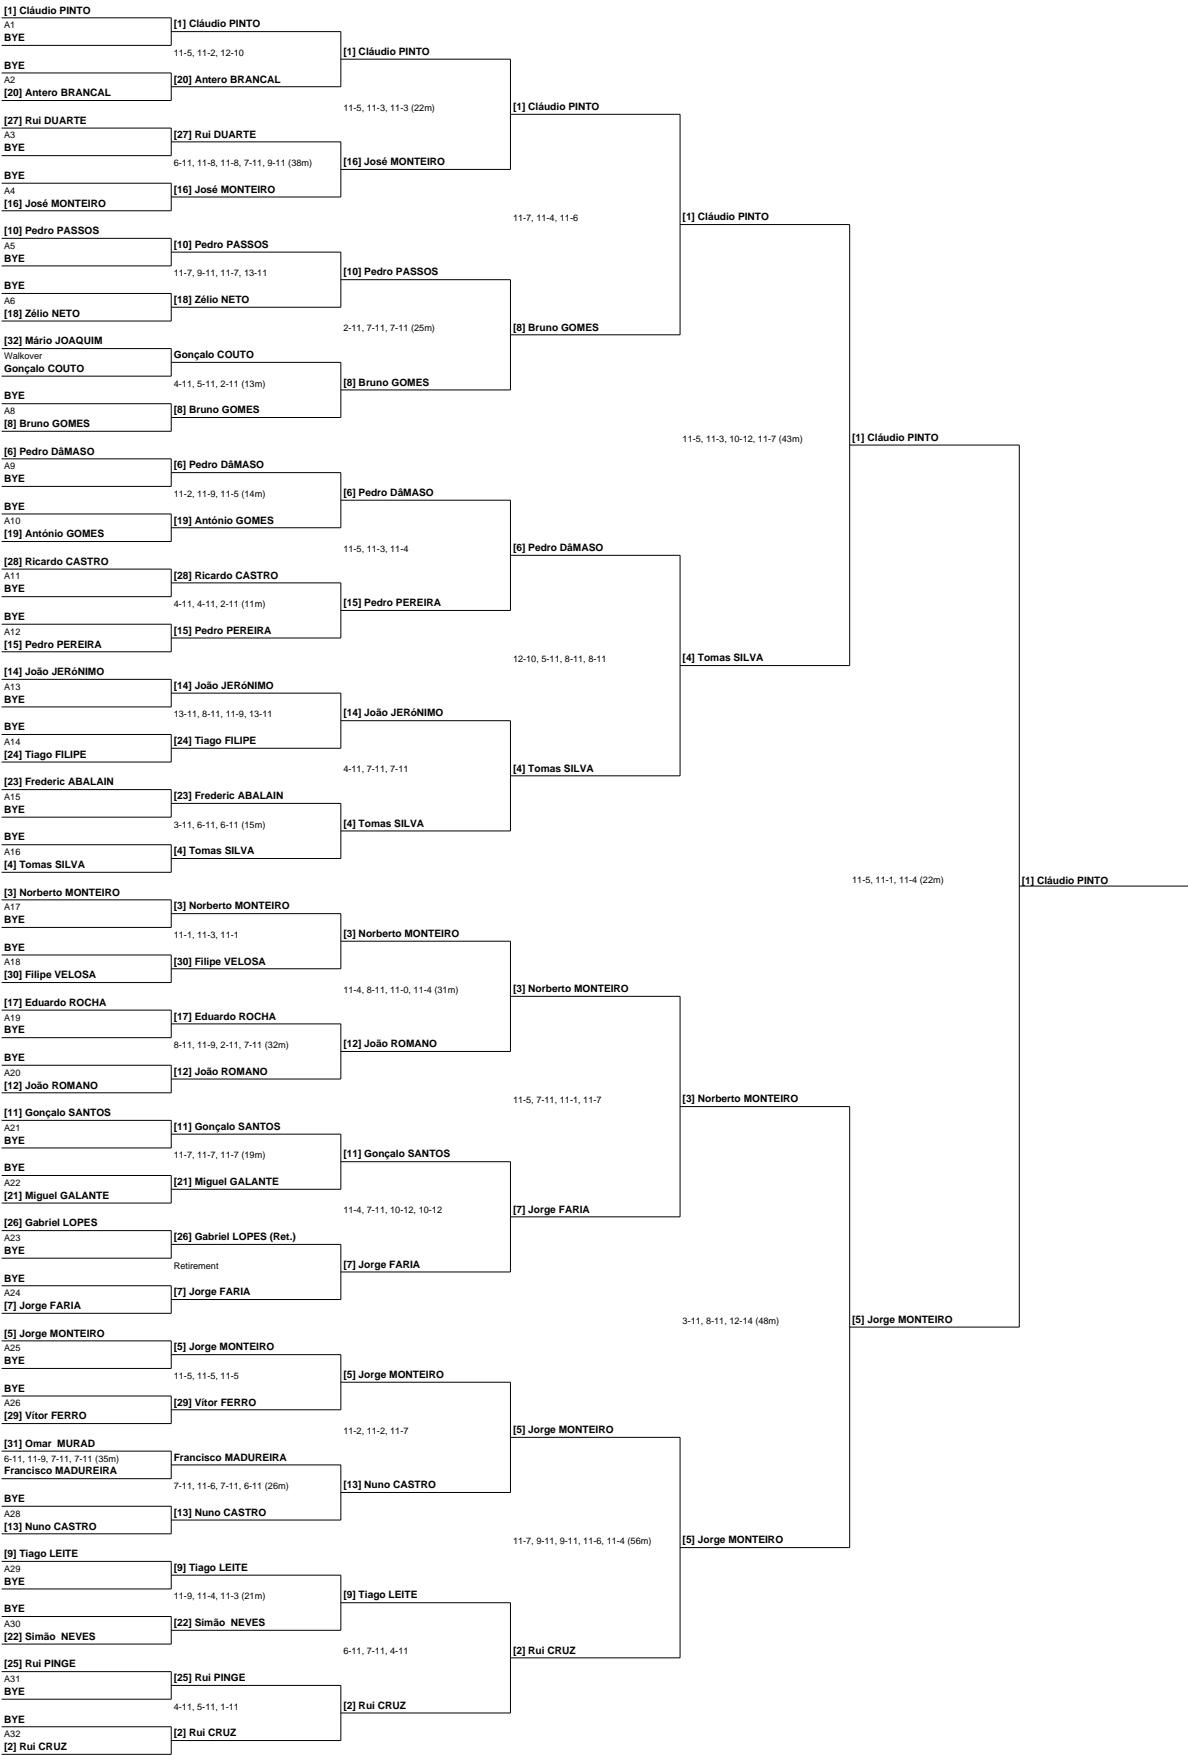 [1] Cláudio PINTO
A1
BYE
BYE
A2
[20] Antero BRANCAL
[27] Rui DUARTE
A3
BYE
BYE
A4
[16] José MONTEIRO
[10] Pedro PASSOS
A5
BYE
BYE
A6
[18] Zélio NETO
[32] Mário JOAQUIM
Walkover
Gonçalo COUTO
BYE
A8
[8] Bruno GOMES
[6] Pedro DâMASO
A9
BYE
BYE
A10
[19] António GOMES
[28] Ricardo CASTRO
A11
BYE
BYE
A12
[15] Pedro PEREIRA
[14] João JERóNIMO
A13
BYE
BYE
A14
[24] Tiago FILIPE
[23] Frederic ABALAIN
A15
BYE
BYE
A16
[4] Tomas SILVA
[3] Norberto MONTEIRO
A17
BYE
BYE
A18
[30] Filipe VELOSA
[17] Eduardo ROCHA
A19
BYE
BYE
A20
[12] João ROMANO
[11] Gonçalo SANTOS
A21
BYE
BYE
A22
[21] Miguel GALANTE
[26] Gabriel LOPES
A23
BYE
BYE
A24
[7] Jorge FARIA
[5] Jorge MONTEIRO
A25
BYE
BYE
A26
[29] Vítor FERRO
[31] Omar MURAD
6-11, 11-9, 7-11, 7-11 (35m)
Francisco MADUREIRA
BYE
A28
[13] Nuno CASTRO
[9] Tiago LEITE
A29
BYE
BYE
A30
[22] Simão NEVES
[25] Rui PINGE
A31
BYE
BYE
A32
[2] Rui CRUZ
[1] Cláudio PINTO
11-5, 11-2, 12-10
[20] Antero BRANCAL
[27] Rui DUARTE
6-11, 11-8, 11-8, 7-11, 9-11 (38m)
[16] José MONTEIRO
[10] Pedro PASSOS
11-7, 9-11, 11-7, 13-11
[18] Zélio NETO
Gonçalo COUTO
4-11, 5-11, 2-11 (13m)
[8] Bruno GOMES
[6] Pedro DâMASO
11-2, 11-9, 11-5 (14m)
[19] António GOMES
[28] Ricardo CASTRO
4-11, 4-11, 2-11 (11m)
[15] Pedro PEREIRA
[14] João JERóNIMO
13-11, 8-11, 11-9, 13-11
[24] Tiago FILIPE
[23] Frederic ABALAIN
3-11, 6-11, 6-11 (15m)
[4] Tomas SILVA
[3] Norberto MONTEIRO
11-1, 11-3, 11-1
[30] Filipe VELOSA
[17] Eduardo ROCHA
8-11, 11-9, 2-11, 7-11 (32m)
[12] João ROMANO
[11] Gonçalo SANTOS
11-7, 11-7, 11-7 (19m)
[21] Miguel GALANTE
[26] Gabriel LOPES (Ret.)
Retirement
[7] Jorge FARIA
[5] Jorge MONTEIRO
11-5, 11-5, 11-5
[29] Vítor FERRO
Francisco MADUREIRA
7-11, 11-6, 7-11, 6-11 (26m)
[13] Nuno CASTRO
[9] Tiago LEITE
11-9, 11-4, 11-3 (21m)
[22] Simão NEVES
[25] Rui PINGE
4-11, 5-11, 1-11
[2] Rui CRUZ
[1] Cláudio PINTO
11-5, 11-3, 11-3 (22m)
[16] José MONTEIRO
[10] Pedro PASSOS
2-11, 7-11, 7-11 (25m)
[8] Bruno GOMES
[6] Pedro DâMASO
11-5, 11-3, 11-4
[15] Pedro PEREIRA
[14] João JERóNIMO
4-11, 7-11, 7-11
[4] Tomas SILVA
[3] Norberto MONTEIRO
11-4, 8-11, 11-0, 11-4 (31m)
[12] João ROMANO
[11] Gonçalo SANTOS
11-4, 7-11, 10-12, 10-12
[7] Jorge FARIA
[5] Jorge MONTEIRO
11-2, 11-2, 11-7
[13] Nuno CASTRO
[9] Tiago LEITE
6-11, 7-11, 4-11
[2] Rui CRUZ
[1] Cláudio PINTO
11-7, 11-4, 11-6
[8] Bruno GOMES
[6] Pedro DâMASO
12-10, 5-11, 8-11, 8-11
[4] Tomas SILVA
[3] Norberto MONTEIRO
11-5, 7-11, 11-1, 11-7
[7] Jorge FARIA
[5] Jorge MONTEIRO
11-7, 9-11, 9-11, 11-6, 11-4 (56m)
[2] Rui CRUZ
[1] Cláudio PINTO
11-5, 11-3, 10-12, 11-7 (43m)
[4] Tomas SILVA
[3] Norberto MONTEIRO
3-11, 8-11, 12-14 (48m)
[5] Jorge MONTEIRO
[1] Cláudio PINTO
11-5, 11-1, 11-4 (22m)
[5] Jorge MONTEIRO
[1] Cláudio PINTO